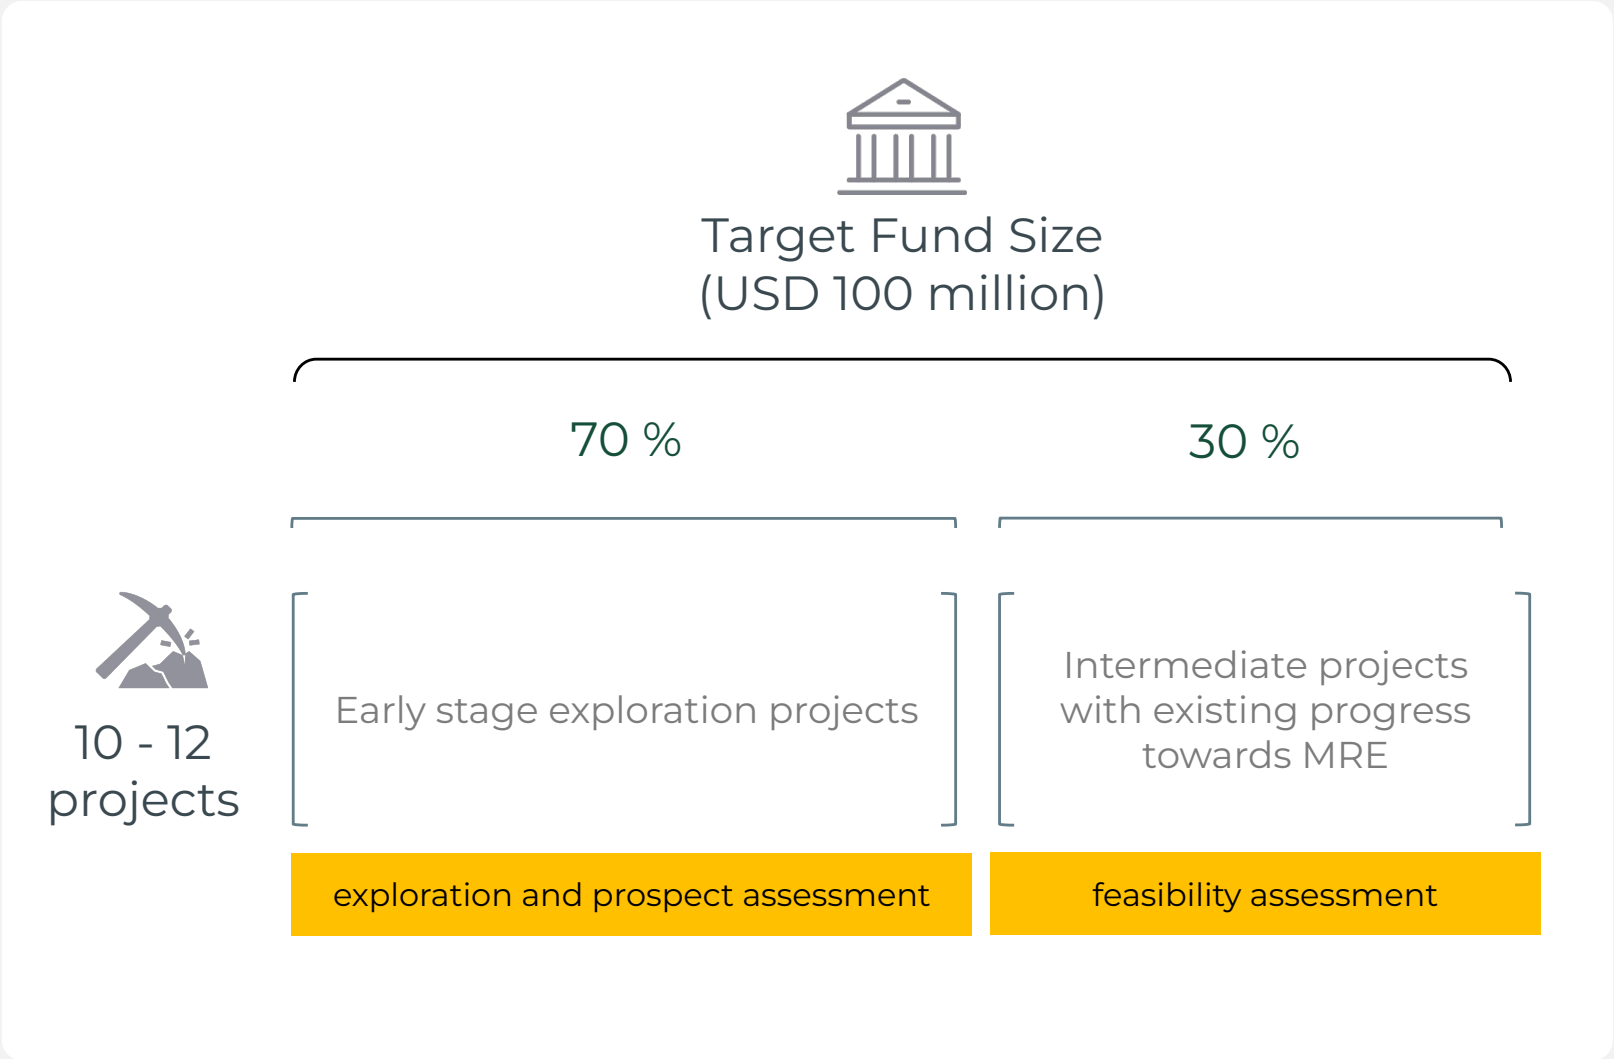 Target Fund Size
(USD 100 million)
70 %
30 %
10 - 12
projects
Early stage exploration projects
Intermediate projects
with existing progress
towards MRE
exploration and prospect assessment
feasibility assessment